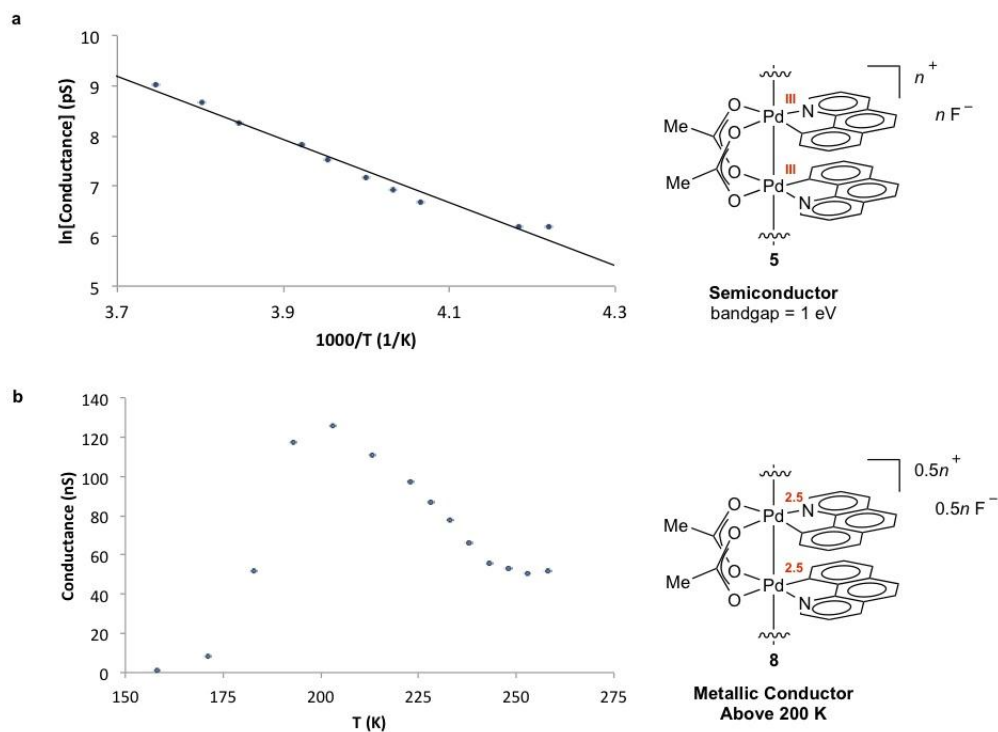 a
10
9
8
7
6
5
ln[Conductance] (pS)
3.7 3.9 4.1 4.3
1000/T (1/K)
n+
n F−
III
O Pd N
O
Me
Me
III
O Pd
O N
5
Semiconductor
bandgap = 1 eV
b
140
120
100
80
60
40
20
0
Conductance (nS)
150 175 200 225 250 275
T (K)
0.5n+
0.5n F−
2.5
O Pd N
O
Me
Me
2.5
O Pd
O N
8
Metallic Conductor
Above 200 K